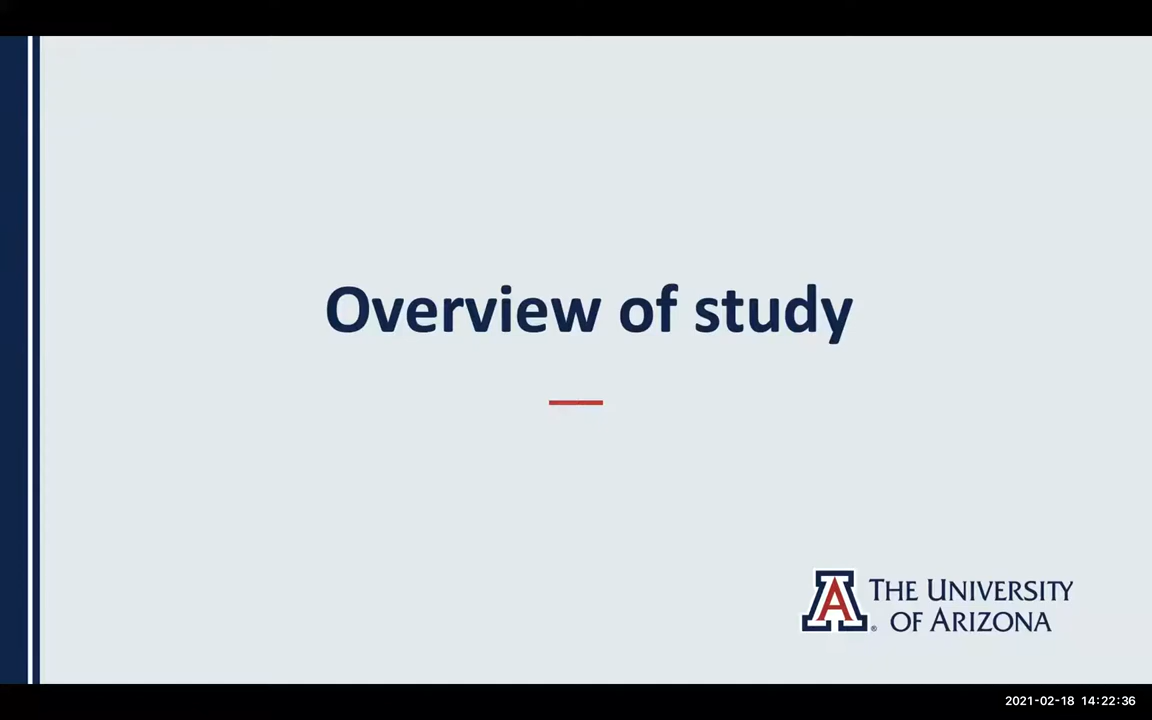 Overview of study
A® THE UNIVERSITY
OF ARIZONA
2021-02-18 14:22:36